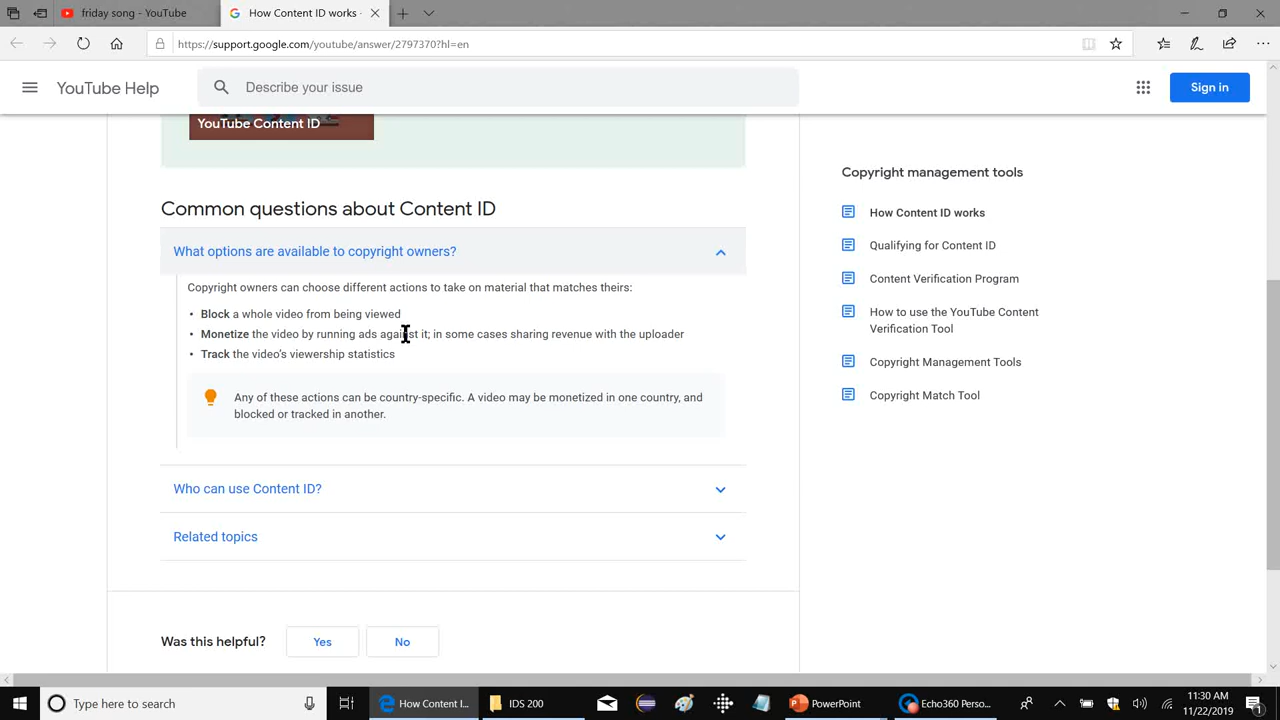 friday song - YouTube
How Content ID works -
https://support.google.com/youtube/answer/2797370?hl=en
YouTube Help
Describe your issue
Sign in
YouTube Content ID
Common questions about Content ID
What options are available to copyright owners?
Copyright owners can choose different actions to take on material that matches theirs:
• Block a whole video from being viewed
• Monetize the video by running ads against it; in some cases sharing revenue with the uploader
• Track the video's viewership statistics
Any of these actions can be country-specific. A video may be monetized in one country, and
blocked or tracked in another.
Who can use Content ID?
Related topics
Was this helpful?
Yes
No
Copyright management tools
How Content ID works
Qualifying for Content ID
Content Verification Program
How to use the YouTube Content
Verification Tool
Copyright Management Tools
Copyright Match Tool
Type here to search
How Content I...
IDS 200
PowerPoint
Echo360 Perso...
11:30 AM
11/22/2019
1